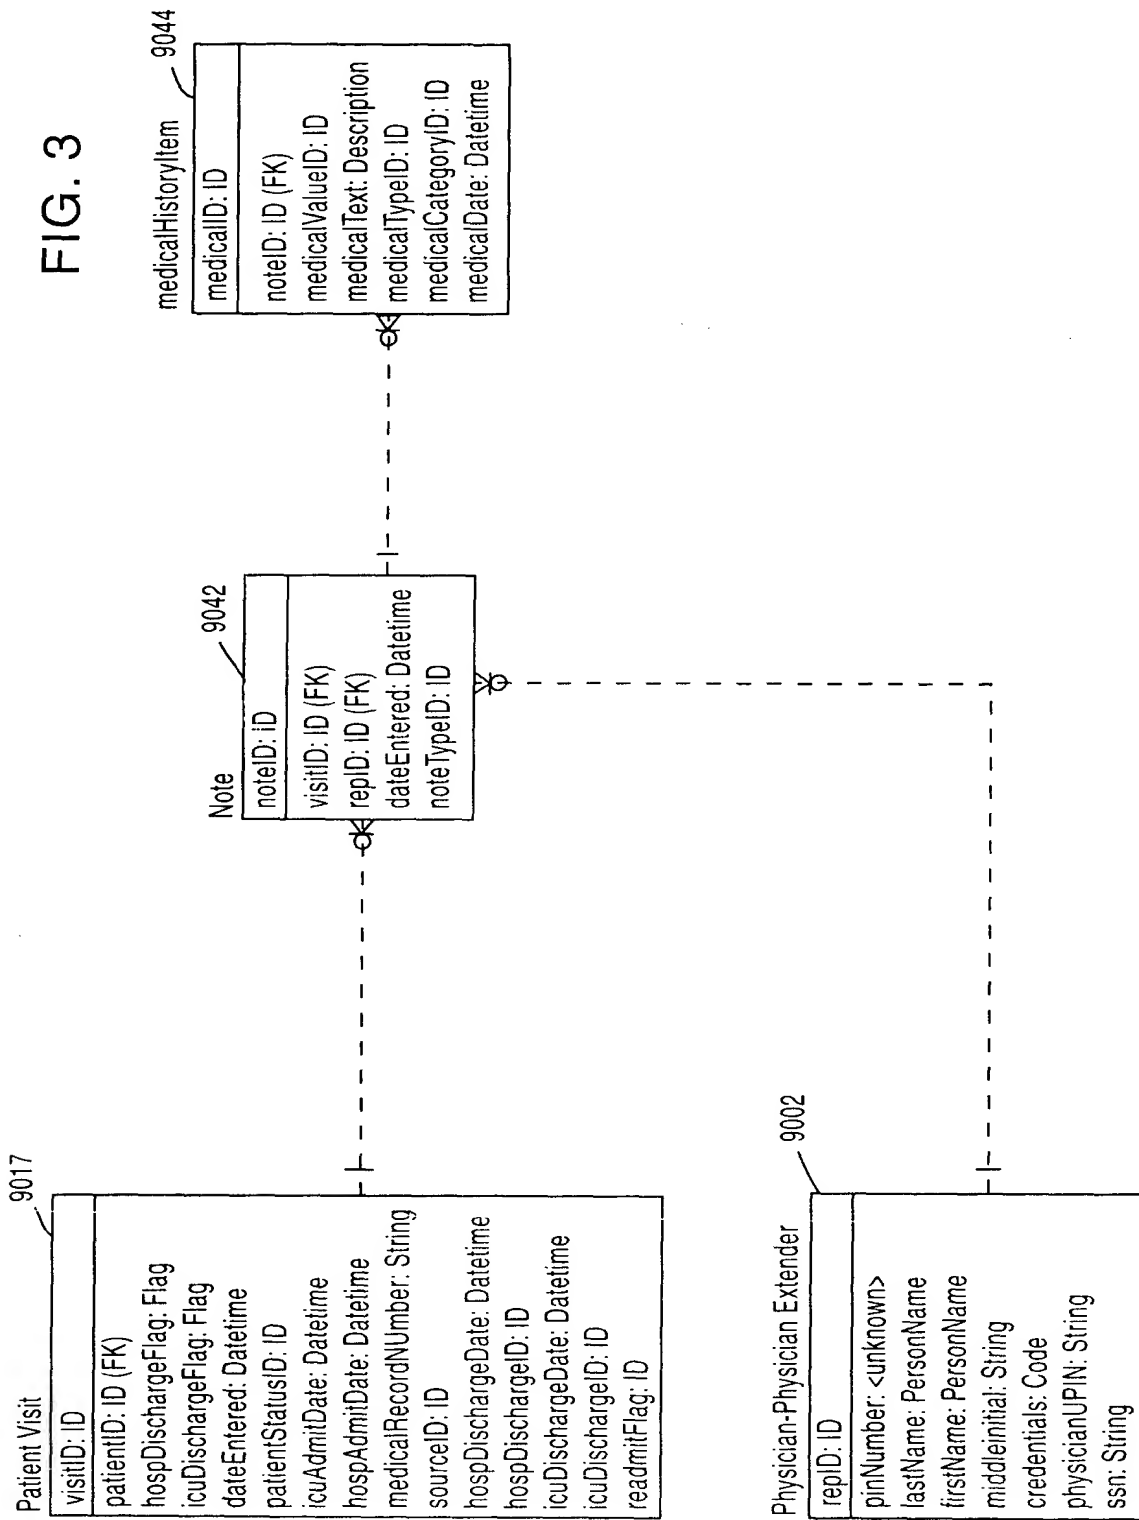 FIG. 3
Patient Visit
9017
visitID: ID
patientID: ID (FK)
hospDischargeFlag: Flag
icuDischargeFlag: Flag
dateEntered: Datetime
patientStatusID: ID
icuAdmitDate: Datetime
hospAdmitDate: Datetime
medicalRecordNUmber: String
sourceID: ID
hospDischargeDate: Datetime
hospDischargeID: ID
icuDischargeDate: Datetime
icuDischargeID: ID
readmitFlag: ID
Note
9042
noteID: ID
visitID: ID (FK)
repID: ID (FK)
dateEntered: Datetime
noteTypeID: ID
medicalHistoryItem
9044
medicalID: ID
noteID: ID (FK)
medicalValueID: ID
medicalText: Description
medicalTypeID: ID
medicalCategoryID: ID
medicalDate: Datetime
Physician-Physician Extender
9002
repID: ID
pinNumber: <unknown>
lastName: PersonName
firstName: PersonName
middleinitial: String
credentials: Code
physicianUPIN: String
ssn: String